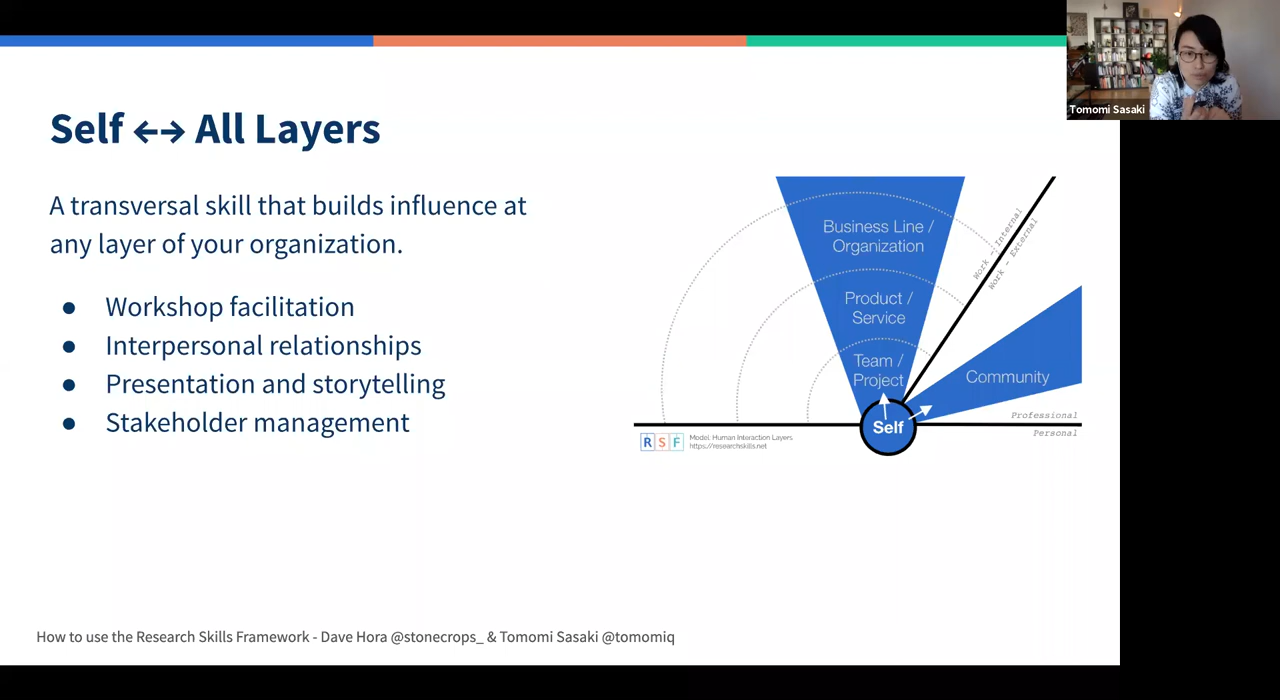 Tomomi Sasaki
Self ↔ All Layers
A transversal skill that builds influence at
any layer of your organization.
● Workshop facilitation
● Interpersonal relationships
● Presentation and storytelling
● Stakeholder management
Business Line /
Organization
Product /
Service
Team /
Project
Self
Work - Internal
Work - External
Community
Professional
Personal
R S F
Model: Human Interaction Layers.
https://researchskills.net
How to use the Research Skills Framework - Dave Hora @stonecrops_ & Tomomi Sasaki @tomomiq